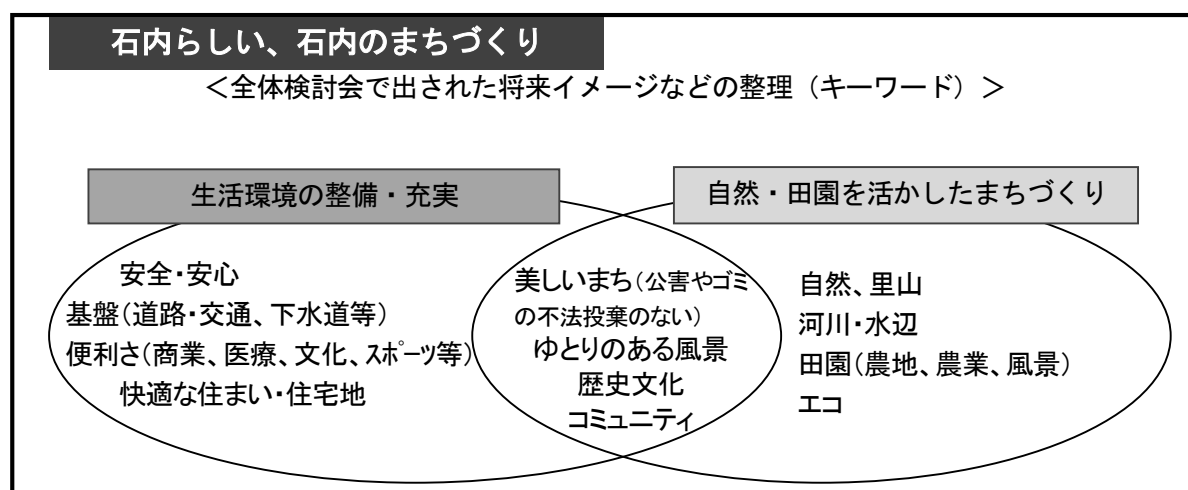 石内らしい、石内のまちづくり
＜全体検討会で出された将来イメージなどの整理（キーワード）＞
生活環境の整備・充実
安全・安心
基盤（道路・交通、下水道等）
便利さ（商業、医療、文化、ｽﾎﾟｰﾂ等）
快適な住まい・住宅地
美しいまち（公害やゴミ
の不法投棄のない）
ゆとりのある風景
歴史文化
コミュニティ
自然・田園を活かしたまちづくり
自然、里山
河川・水辺
田園（農地、農業、風景）
エコ